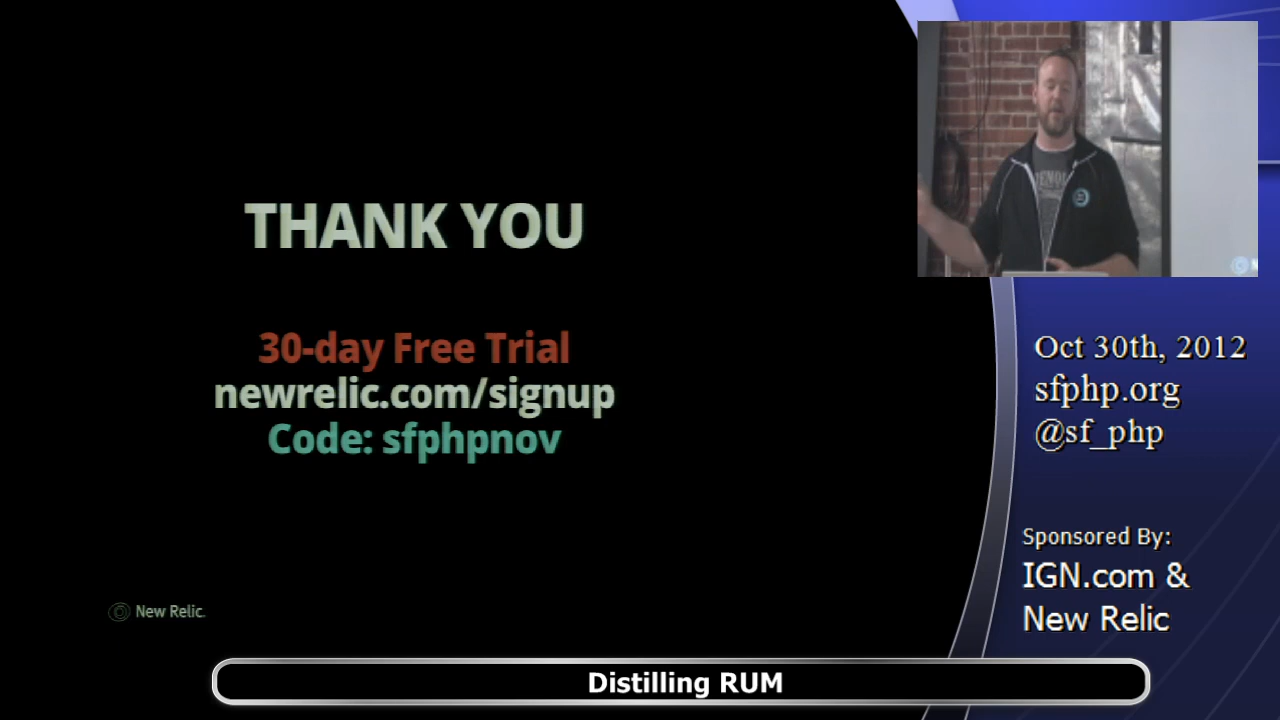 THANK YOU
30-day Free Trial
newrelic.com/signup
Code: sfphpnov
New Relic.
Oct 30th, 2012
sfphp.org
@sf_php
Sponsored By:
IGN.com &
New Relic
Distilling RUM